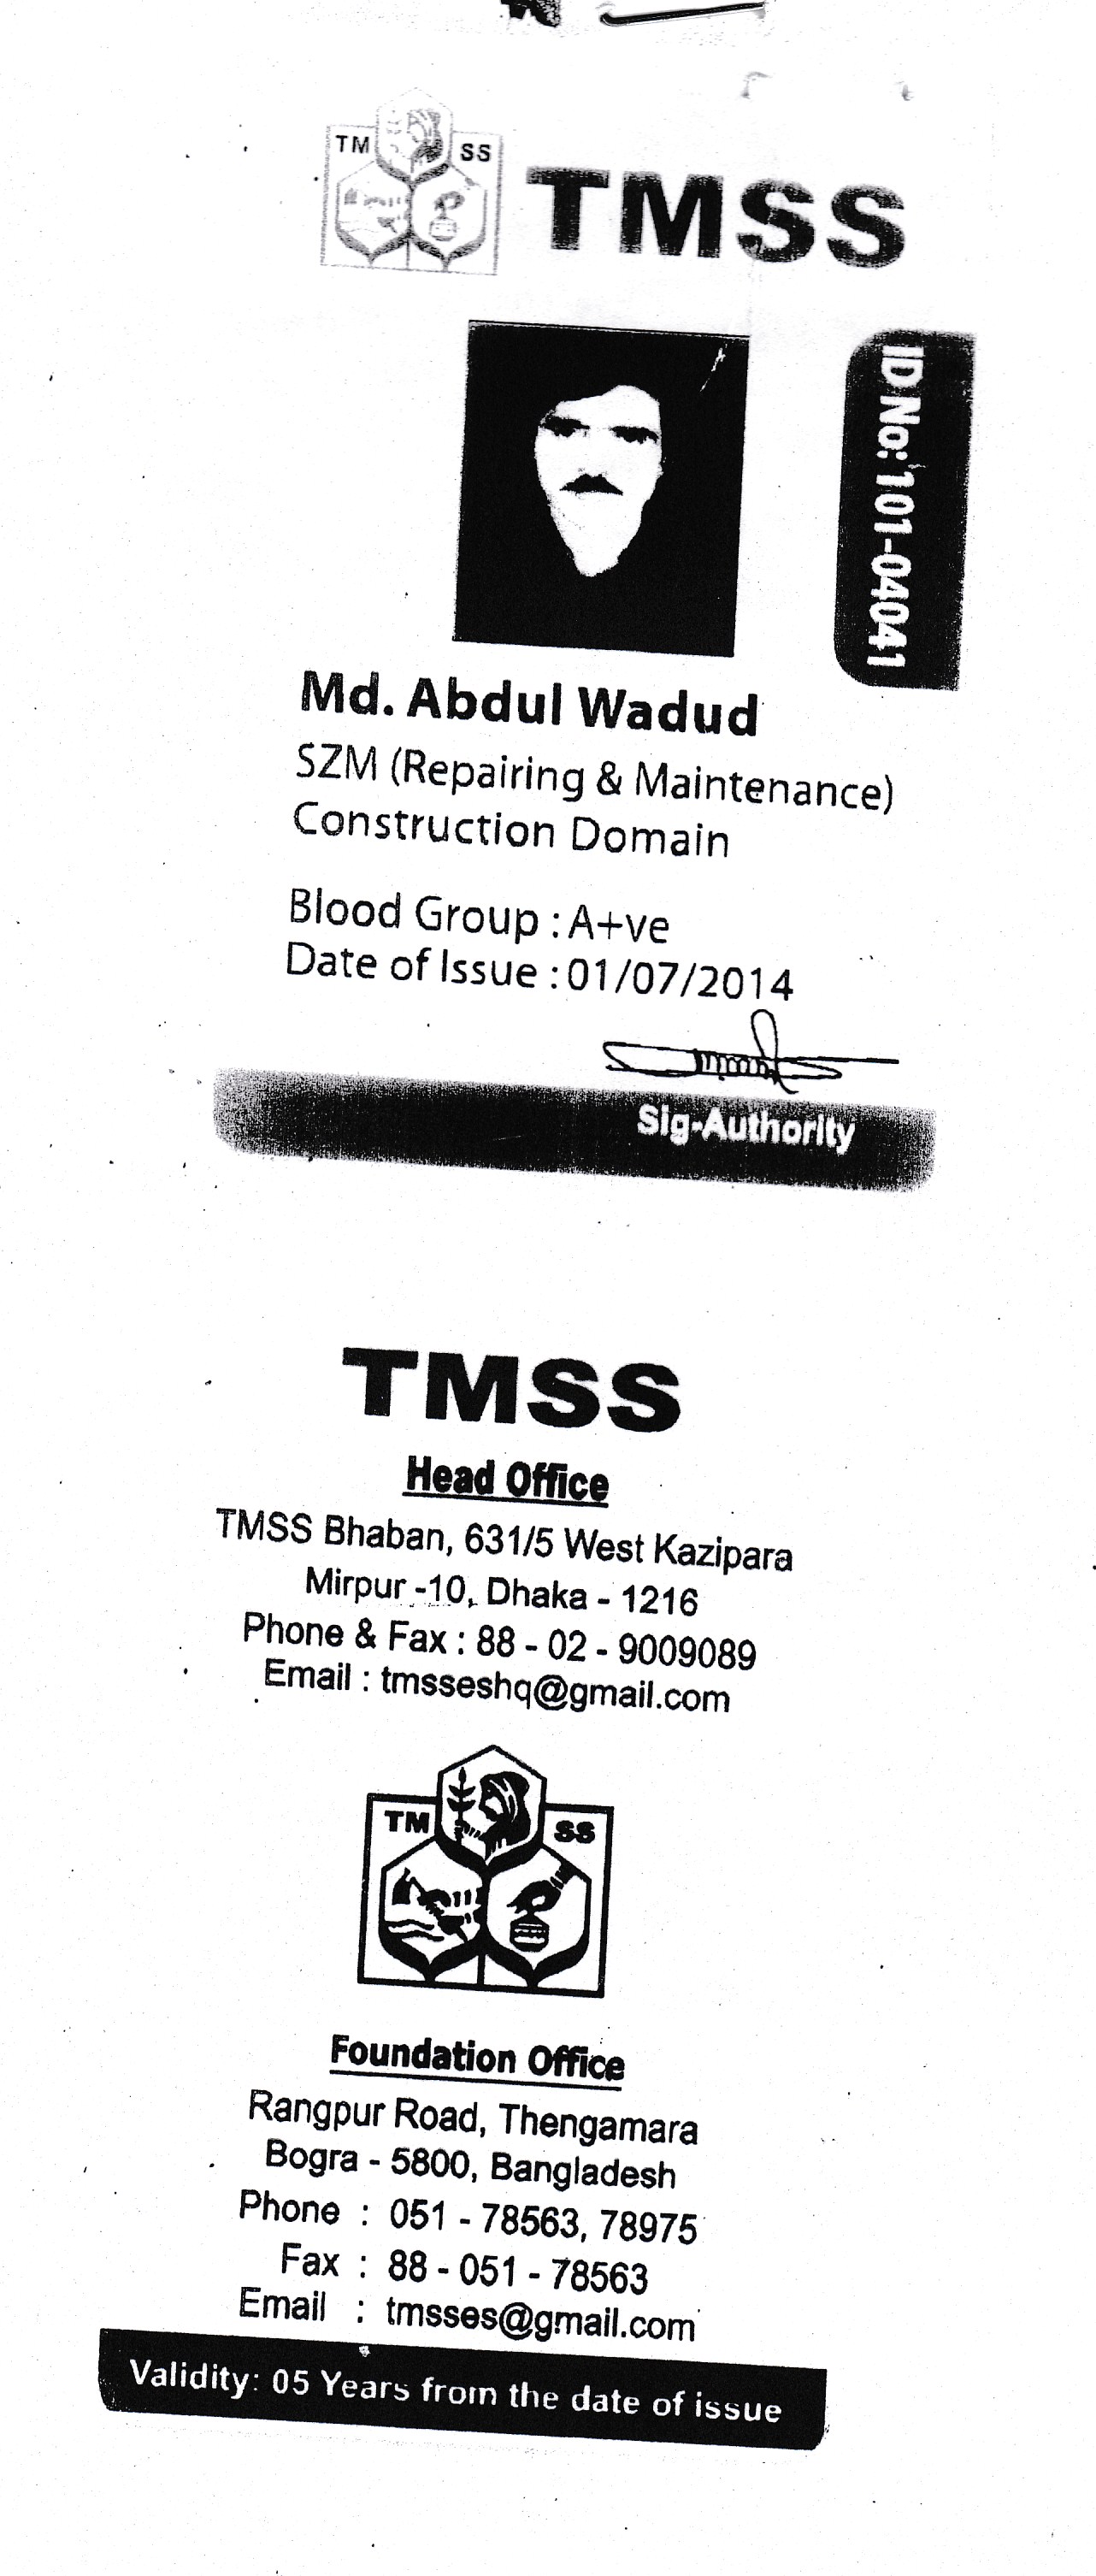 TM SS
TMSS
ID No: 101-04041
Md. Abdul Wadud
SZM (Repairing & Maintenance)
Construction Domain
Blood Group : A+ve
Date of Issue : 01/07/2014
Sig-Authority
TMSS
Head Office
TMSS Bhaban, 631/5 West Kazipara
Mirpur -10, Dhaka - 1216
Phone & Fax : 88 - 02 - 9009089
Email : tmsseshq@gmail.com
TM SS
Foundation Office
Rangpur Road, Thengamara
Bogra - 5800, Bangladesh
Phone : 051 - 78563, 78975
Fax : 88 - 051 - 78563
Email : tmsses@gmail.com
Validity: 05 Years from the date of issue